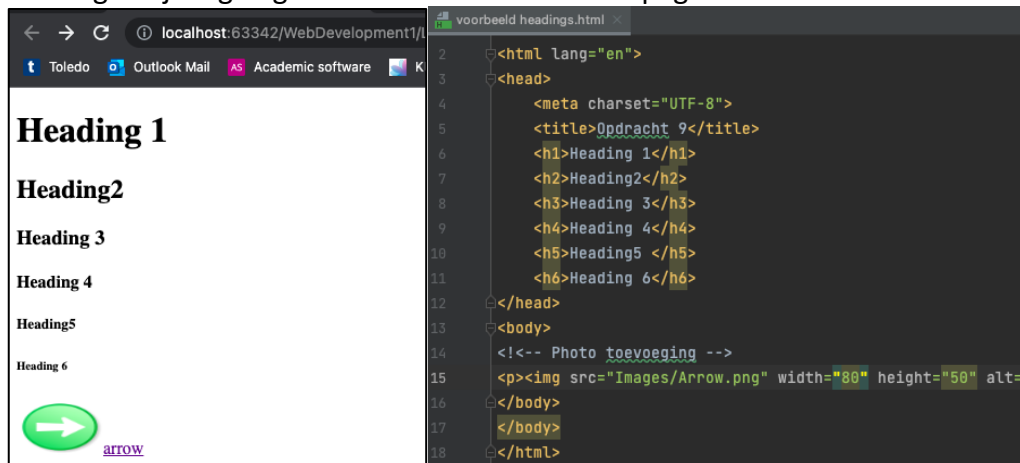 localhost:63342/WebDevelopment1/L
Toledo Outlook Mail AS Academic software K
Heading 1
Heading2
Heading 3
Heading 4
Heading5
Heading 6
arrow
voorbeeld headings.html ×
2 <html lang="en">
3 <head>
4 <meta charset="UTF-8">
5 <title>Opdracht 9</title>
6 <h1>Heading 1</h1>
7 <h2>Heading2</h2>
8 <h3>Heading 3</h3>
9 <h4>Heading 4</h4>
10 <h5>Heading5 </h5>
11 <h6>Heading 6</h6>
12 </head>
13 <body>
14 <!<-- Photo toevoeging -->
15 <p><img src="Images/Arrow.png" width="80" height="50" alt=
16 </body>
17 </body>
18 </html>